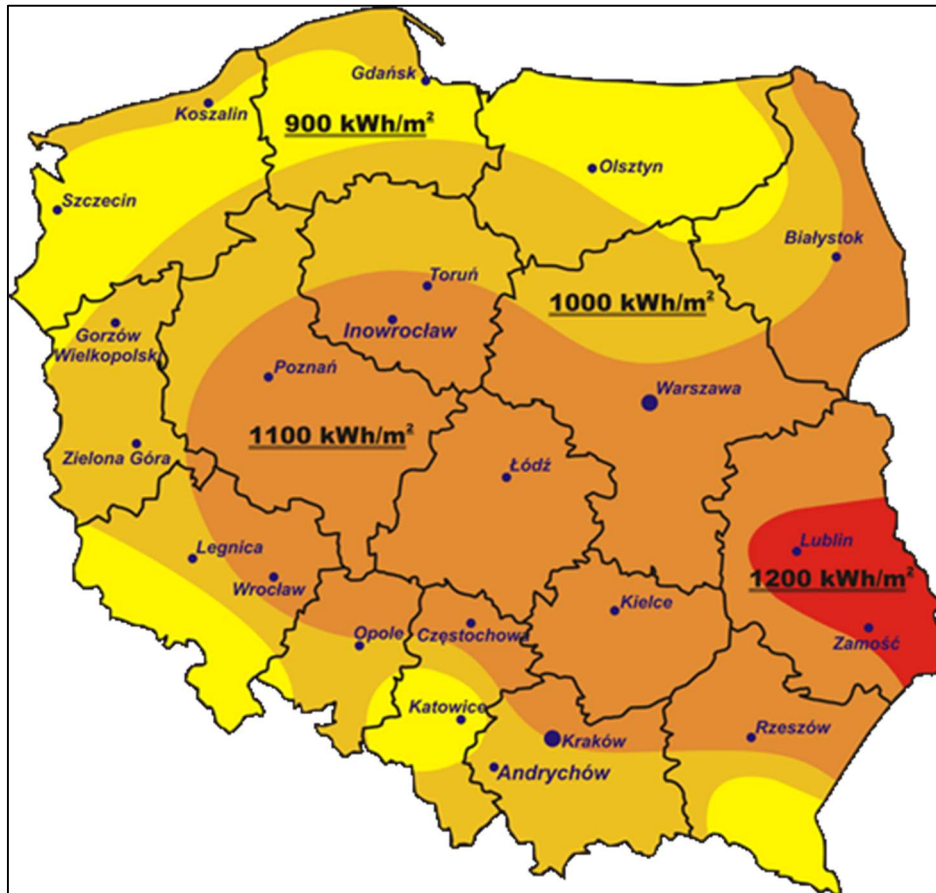 Gdańsk
Koszalin
900 kWh/m²
Olsztyn
Szczecin
Białystok
Toruń
1000 kWh/m²
Gorzów
Wielkopolski
Inowrocław
Poznań
Warszawa
1100 kWh/m²
Zielona Góra
Łódź
Legnica
Lublin
Wrocław
1200 kWh/m²
Kielce
Opole
Częstochowa
Zamość
Katowice
Kraków
Rzeszów
Andrychów